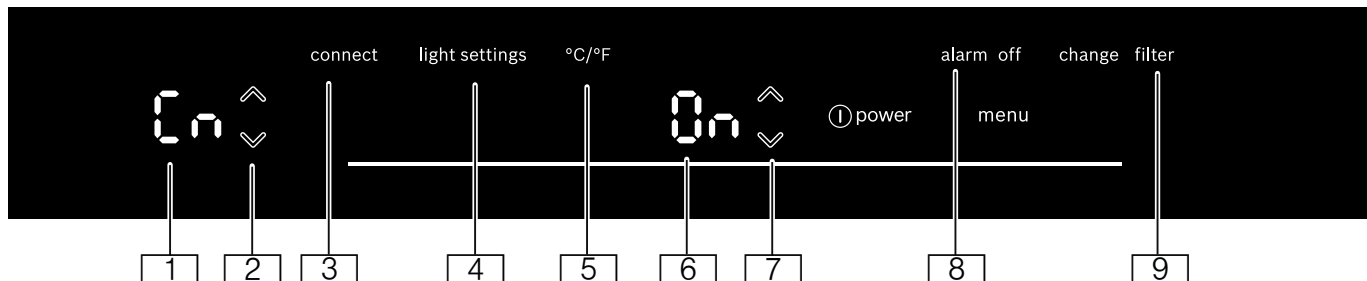 connect light settings °C/°F alarm off change filter
Cn On power menu
1 2 3 4 5 6 7 8 9